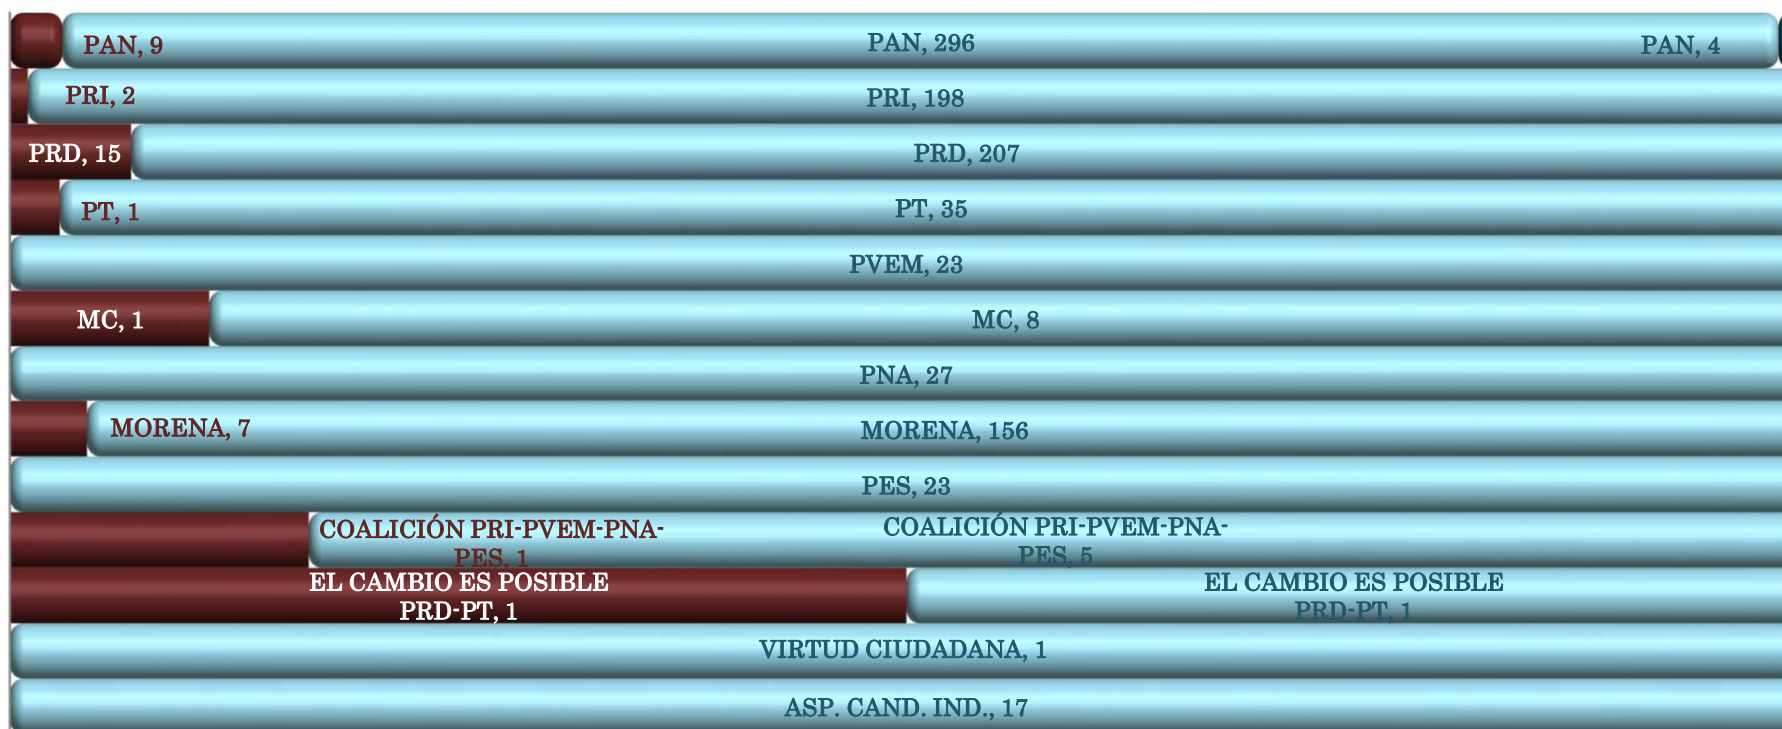 PAN, 9 PAN, 296 PAN, 4
PRI, 2 PRI, 198
PRD, 15 PRD, 207
PT, 1 PT, 35
PVEM, 23
MC, 1 MC, 8
PNA, 27
MORENA, 7 MORENA, 156
PES, 23
COALICIÓN PRI-PVEM-PNA-
PES, 1
COALICIÓN PRI-PVEM-PNA-
PES, 5
EL CAMBIO ES POSIBLE
PRD-PT, 1
EL CAMBIO ES POSIBLE
PRD-PT, 1
VIRTUD CIUDADANA, 1
ASP. CAND. IND., 17